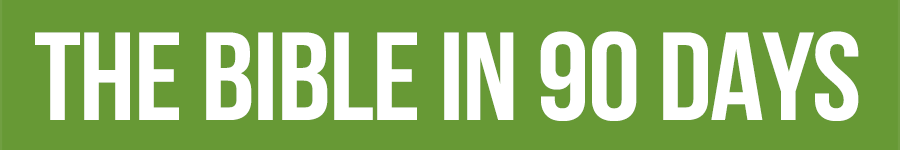 THE BIBLE IN 90 DAYS